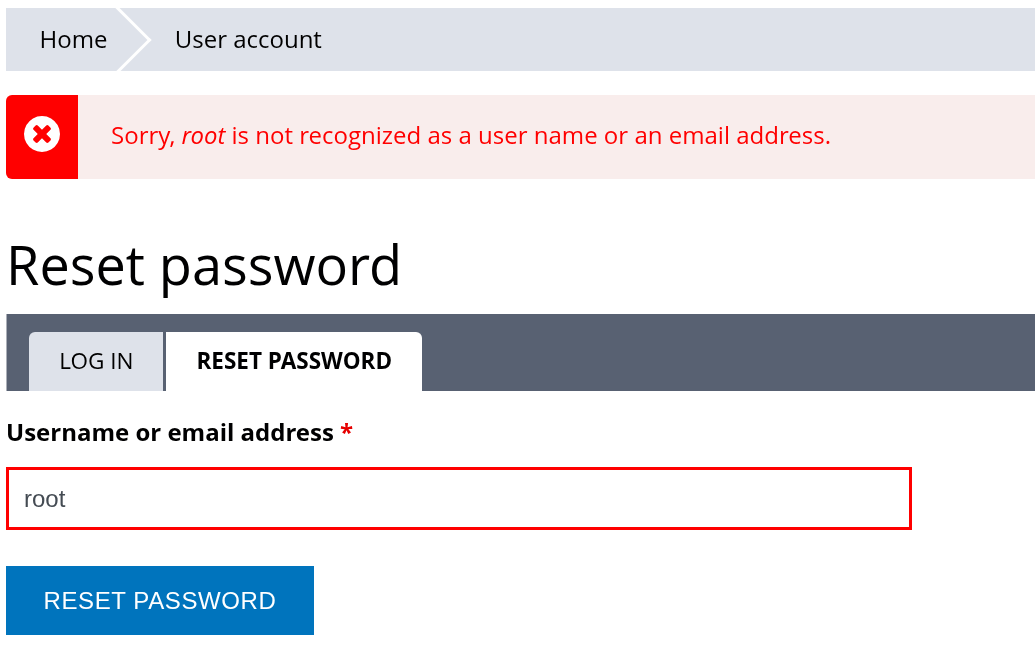 Home User account
Sorry, root is not recognized as a user name or an email address.
Reset password
LOG IN RESET PASSWORD
Username or email address *
root
RESET PASSWORD